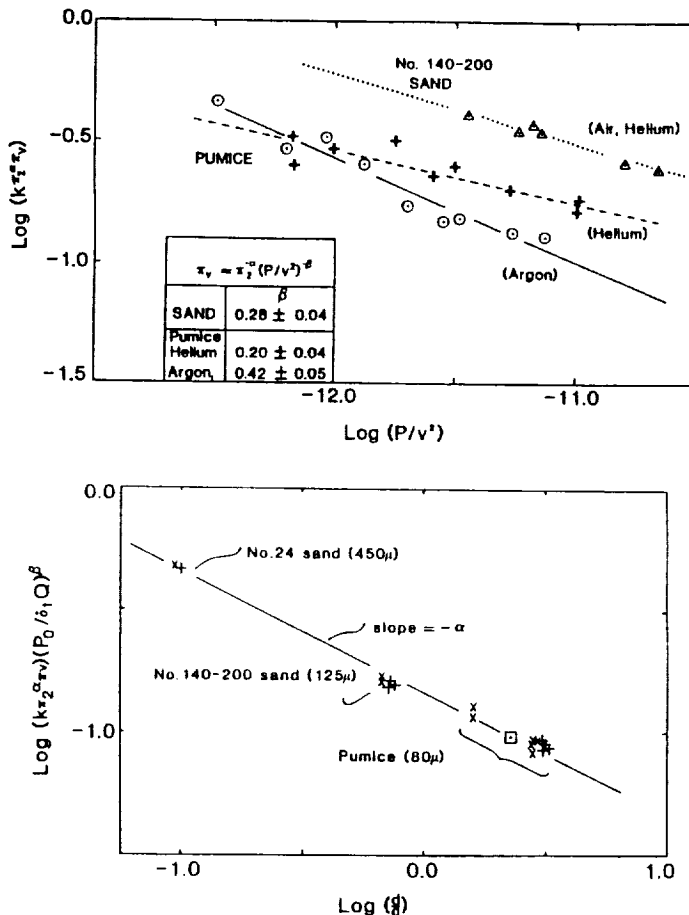 0.0
-0.5
-1.0
-1.5
Log (kπ₂^α π_v)
No. 140-200
SAND
(Air, Helium)
PUMICE
(Helium)
(Argon)
π_v ≈ π₂^-α (P/v²)^-β
β
SAND 0.28 ± 0.04
Pumice
Helium 0.20 ± 0.04
Argon 0.42 ± 0.05
-12.0 -11.0
Log (P/v²)
0.0
-1.0
Log (kπ₂^α πv)(P₀/δ₁Q)^β
No.24 sand (450μ)
slope = -α
No.140-200 sand (125μ)
Pumice (80μ)
-1.0 0.0 1.0